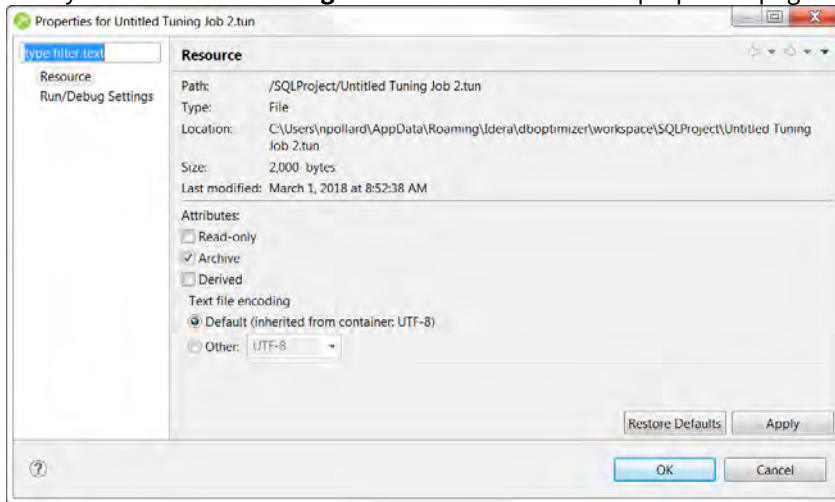 Properties for Untitled Tuning Job 2.tun
type filter text
Resource
Run/Debug Settings
Resource
Path: /SQLProject/Untitled Tuning Job 2.tun
Type: File
Location: C:\Users\npollard\AppData\Roaming\Idera\dboptimizer\workspace\SQLProject\Untitled Tuning
Job 2.tun
Size: 2,000 bytes
Last modified: March 1, 2018 at 8:52:38 AM
Attributes:
Read-only
Archive
Derived
Text file encoding
Default (inherited from container: UTF-8)
Other: UTF-8
Restore Defaults Apply
? OK Cancel